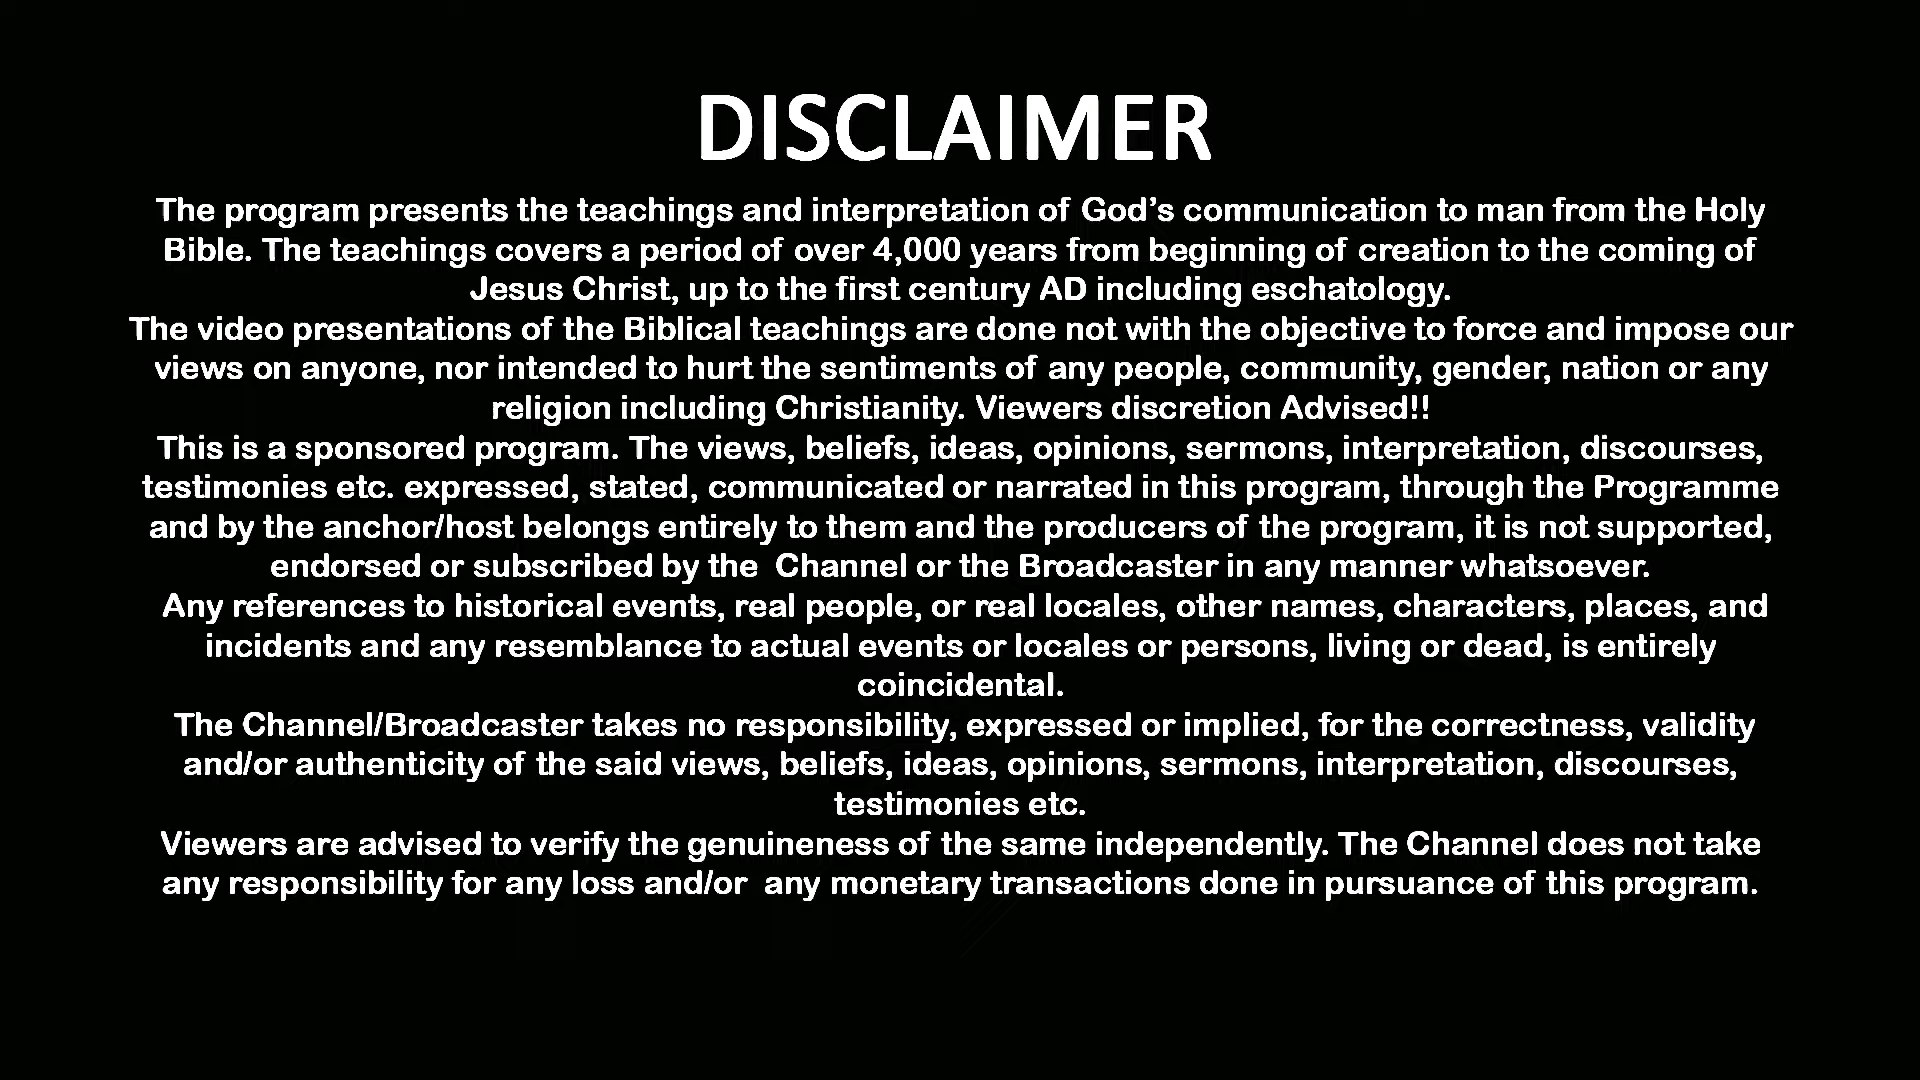 DISCLAIMER
The program presents the teachings and interpretation of God’s communication to man from the Holy
Bible. The teachings covers a period of over 4,000 years from beginning of creation to the coming of
Jesus Christ, up to the first century AD including eschatology.
The video presentations of the Biblical teachings are done not with the objective to force and impose our
views on anyone, nor intended to hurt the sentiments of any people, community, gender, nation or any
religion including Christianity. Viewers discretion Advised!!
This is a sponsored program. The views, beliefs, ideas, opinions, sermons, interpretation, discourses,
testimonies etc. expressed, stated, communicated or narrated in this program, through the Programme
and by the anchor/host belongs entirely to them and the producers of the program, it is not supported,
endorsed or subscribed by the  Channel or the Broadcaster in any manner whatsoever.
Any references to historical events, real people, or real locales, other names, characters, places, and
incidents and any resemblance to actual events or locales or persons, living or dead, is entirely
coincidental.
The Channel/Broadcaster takes no responsibility, expressed or implied, for the correctness, validity
and/or authenticity of the said views, beliefs, ideas, opinions, sermons, interpretation, discourses,
testimonies etc.
Viewers are advised to verify the genuineness of the same independently. The Channel does not take
any responsibility for any loss and/or  any monetary transactions done in pursuance of this program.